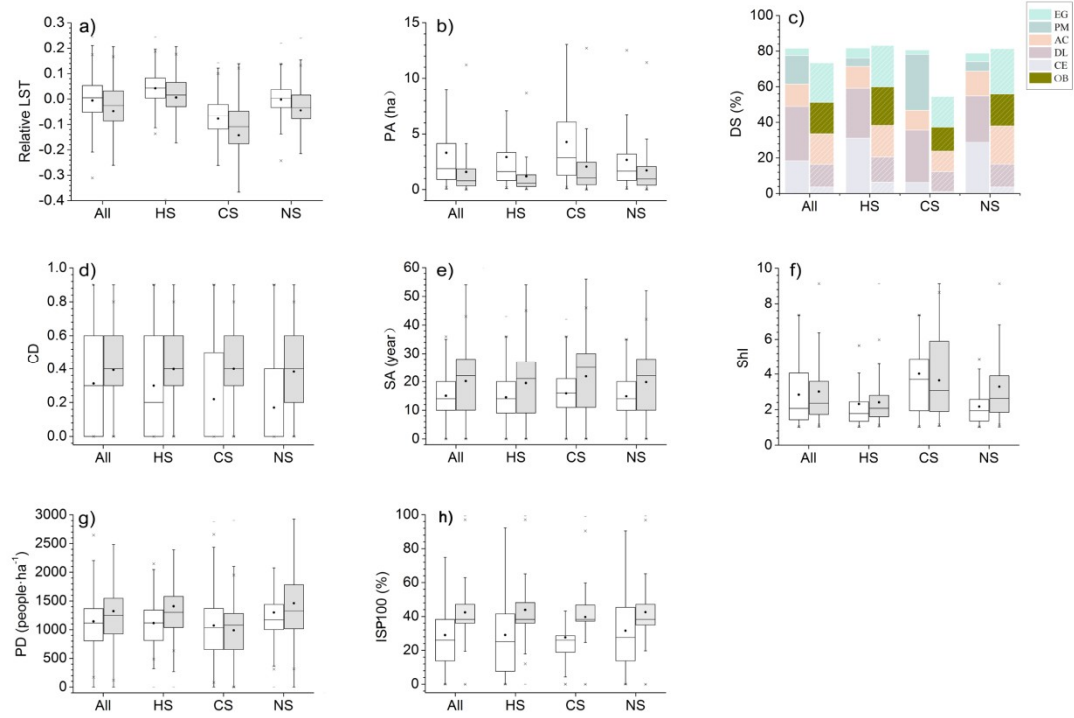 a)
Relative LST
0.3
0.2
0.1
0.0
-0.1
-0.2
-0.3
-0.4
All HS CS NS
b)
PA (ha)
15
10
5
0
All HS CS NS
c)
DS (%)
100
80
60
40
20
0
All HS CS NS
EG
PM
AC
DL
CE
OB
d)
CD
1.0
0.8
0.6
0.4
0.2
0.0
All HS CS NS
e)
SA (year)
60
50
40
30
20
10
0
All HS CS NS
f)
ShI
10
8
6
4
2
0
All HS CS NS
g)
PD (people·ha⁻¹)
3000
2500
2000
1500
1000
500
0
All HS CS NS
h)
ISP100 (%)
100
80
60
40
20
0
All HS CS NS